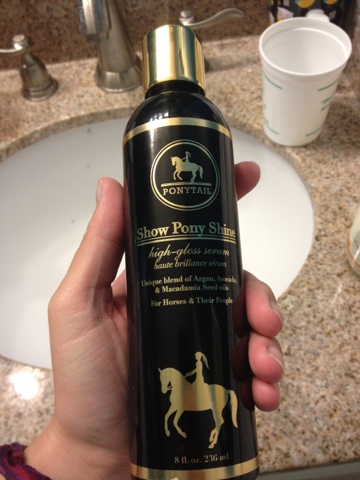 PONYTAIL
Show Pony Shine
high-gloss serum
haute brillance sérum
Unique blend of Argan, Avocado,
& Macadamia Seed oils
For Horses & Their People
8 fl. oz. 236 ml.